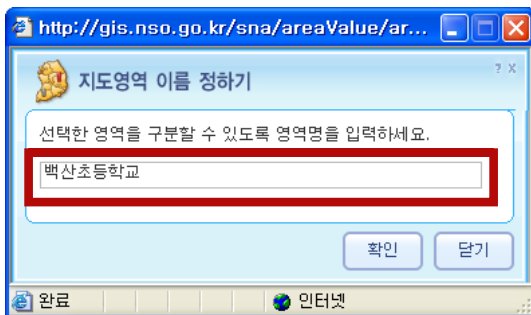 http://gis.nso.go.kr/sna/areaValue/ar...
지도영역 이름 정하기
? X
선택한 영역을 구분할 수 있도록 영역명을 입력하세요.
백산초등학교
확인 닫기
완료 인터넷